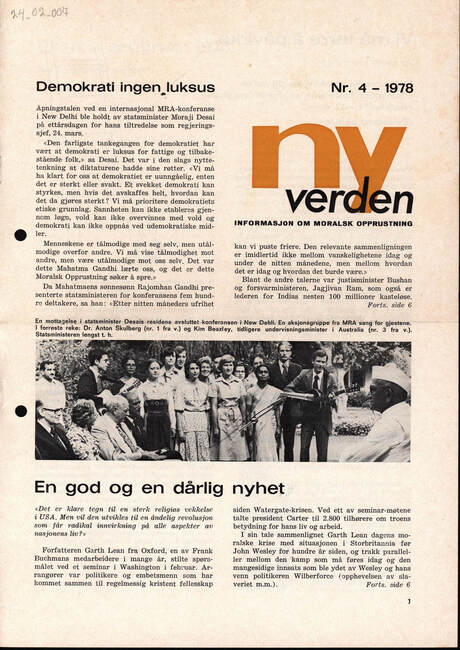 24_02_007
Demokrati ingen luksus
Åpningstalen ved en internasjonal MRA-konferanse
i New Delhi ble holdt av statsminister Moraji Desai
på ettårsdagen for hans tiltredelse som regjerings-
sjef, 24. mars.
«Den farligste tankegangen for demokratiet har
vært at demokrati er luksus for fattige og tilbake-
stående folk,» sa Desai. Det var i den slags nytte-
tenkning at diktaturene hadde sine røtter. «Vi må
ha klart for oss at demokratiet er uunngåelig, enten
det er sterkt eller svakt. Et svekket demokrati kan
styrkes, men hvis det avskaffes helt, hvordan kan
det da gjøres sterkt? Vi må prioritere demokratiets
etiske grunnlag. Sannheten kan ikke etableres gjen-
nom løgn, vold kan ikke overvinnes med vold og
demokrati kan ikke oppnås ved udemokratiske mid-
ler.
Menneskene er tålmodige med seg selv, men utål-
modige overfor andre. Vi må vise tålmodighet mot
andre, men være utålmodige mot oss selv. Det var
dette Mahatma Gandhi lærte oss, og det er dette
Moralsk Opprustning søker å spre.»
Da Mahatmaens sønnesønn Rajomhan Gandhi
presenterte statsministeren for konferansens fem hund-
re deltakere, sa han: «Etter nitten måneders ufrihet
Nr. 4 – 1978
ny
verden
INFORMASJON OM MORALSK OPPRUSTNING
kan vi puste friere. Den relevante sammenligningen
er imidlertid ikke mellom vanskelighetene idag og
under de nitten månedene, men mellom hvordan
det er idag og hvordan det burde være.»
Blant de andre talerne var justisminister Bushan
og forsvarministeren, Jagjivan Ram, som også er
lederen for Indias nesten 100 millioner kasteløse.
Forts. side 6
En mottagelse i statsminister Desais residens avsluttet konferansen i New Dehli. En aksjonsgruppe fra MRA sang for gjestene.
I forreste reke: Dr. Anton Skulberg (nr. 1 fra v.) og Kim Beazley, tidligere undervisningsminister i Australia (nr. 3 fra v.).
Statsministeren lengst t. h.
En god og en dårlig nyhet
«Det er klare tegn til en sterk religiøs vekkelse
i USA. Men vil den utvikles til en åndelig revolusjon
som får radikal innvirkning på alle aspekter av
nasjonens liv?»
Forfatteren Garth Lean fra Oxford, en av Frank
Buchmans medarbeidere i mange år, stilte spørs-
målet ved et seminar i Washington i februar. Ar-
rangører var politikere og embetsmenn som har
kommet sammen til regelmessig kristent fellesskap
siden Watergate-krisen. Ved ett av seminar-møtene
talte president Carter til 2.800 tilhørere om troens
betydning for hans liv og arbeid.
I sin tale sammenlignet Garth Lean dagens mo-
ralske krise med situasjonen i Storbritannia før
John Wesley for hundre år siden, og trakk parallel-
ler mellom den kamp som må føres idag og den
mangesidige innsats som ble ydet av Wesley og hans
venn politikeren Wilberforce (opphevelsen av sla-
veriet m.m.).
Forts. side 6
1